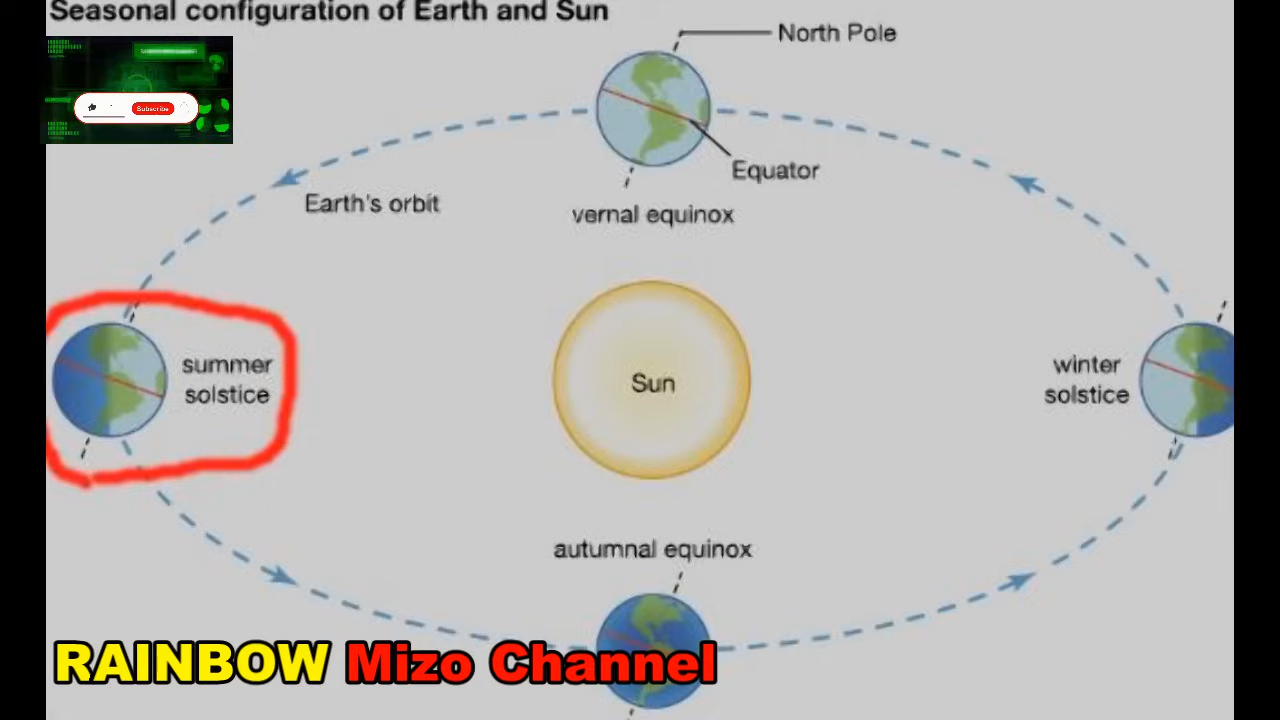 Seasonal configuration of Earth and Sun
North Pole
Subscribe
Equator
Earth's orbit
vernal equinox
summer
solstice
Sun
winter
solstice
autumnal equinox
RAINBOW Mizo Channel